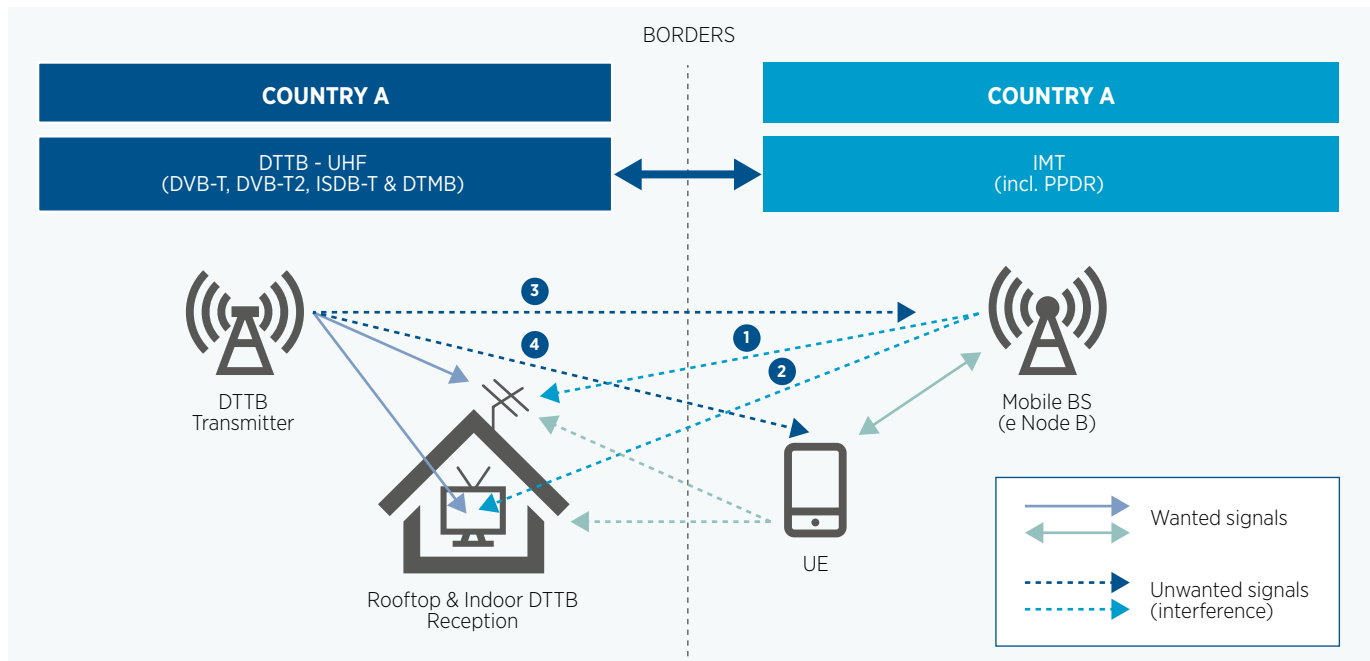 BORDERS
COUNTRY A
COUNTRY A
DTTB - UHF
(DVB-T, DVB-T2, ISDB-T & DTMB)
IMT
(incl. PPDR)
3
4
1
2
DTTB
Transmitter
Mobile BS
(e Node B)
UE
Rooftop & Indoor DTTB
Reception
Wanted signals
Unwanted signals
(interference)